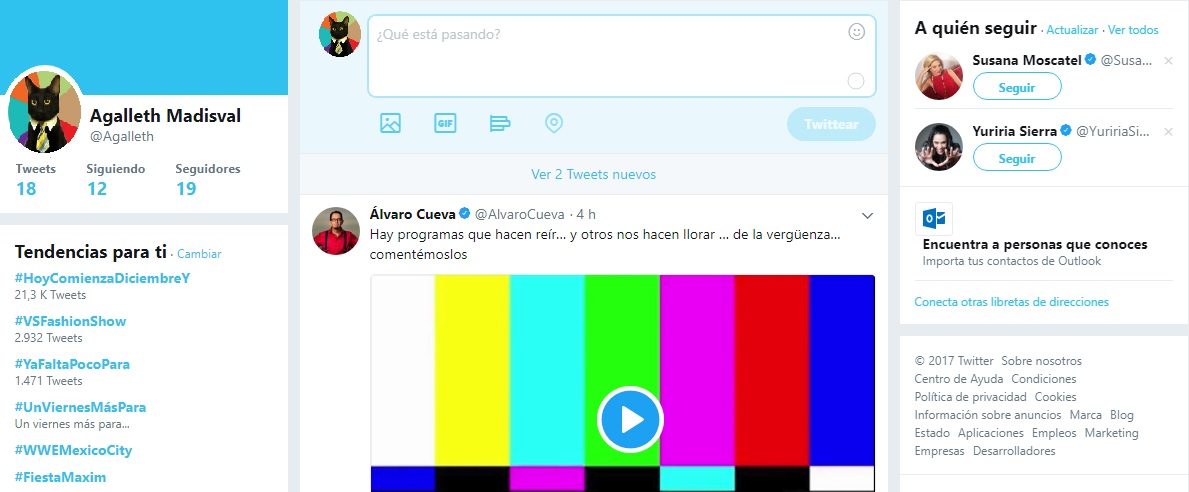 Agalleth Madisval
@Agalleth
Tweets Siguiendo Seguidores
18 12 19
Tendencias para ti · Cambiar
#HoyComienzaDiciembreY
21,3 K Tweets
#VSFashionShow
2.932 Tweets
#YaFaltaPocoPara
1.471 Tweets
#UnViernesMásPara
Un viernes más para...
#WWEMexicoCity
#FiestaMaxim
¿Qué está pasando?
GIF
Twittear
Ver 2 Tweets nuevos
Álvaro Cueva @AlvaroCueva · 4 h
Hay programas que hacen reír... y otros nos hacen llorar ... de la vergüenza...
comentémoslos
A quién seguir · Actualizar · Ver todos
Susana Moscatel @Susa...
Seguir
Yuriria Sierra @YuririaSi...
Seguir
Encuentra a personas que conoces
Importa tus contactos de Outlook
Conecta otras libretas de direcciones
© 2017 Twitter Sobre nosotros
Centro de Ayuda Condiciones
Política de privacidad Cookies
Información sobre anuncios Marca Blog
Estado Aplicaciones Empleos Marketing
Empresas Desarrolladores